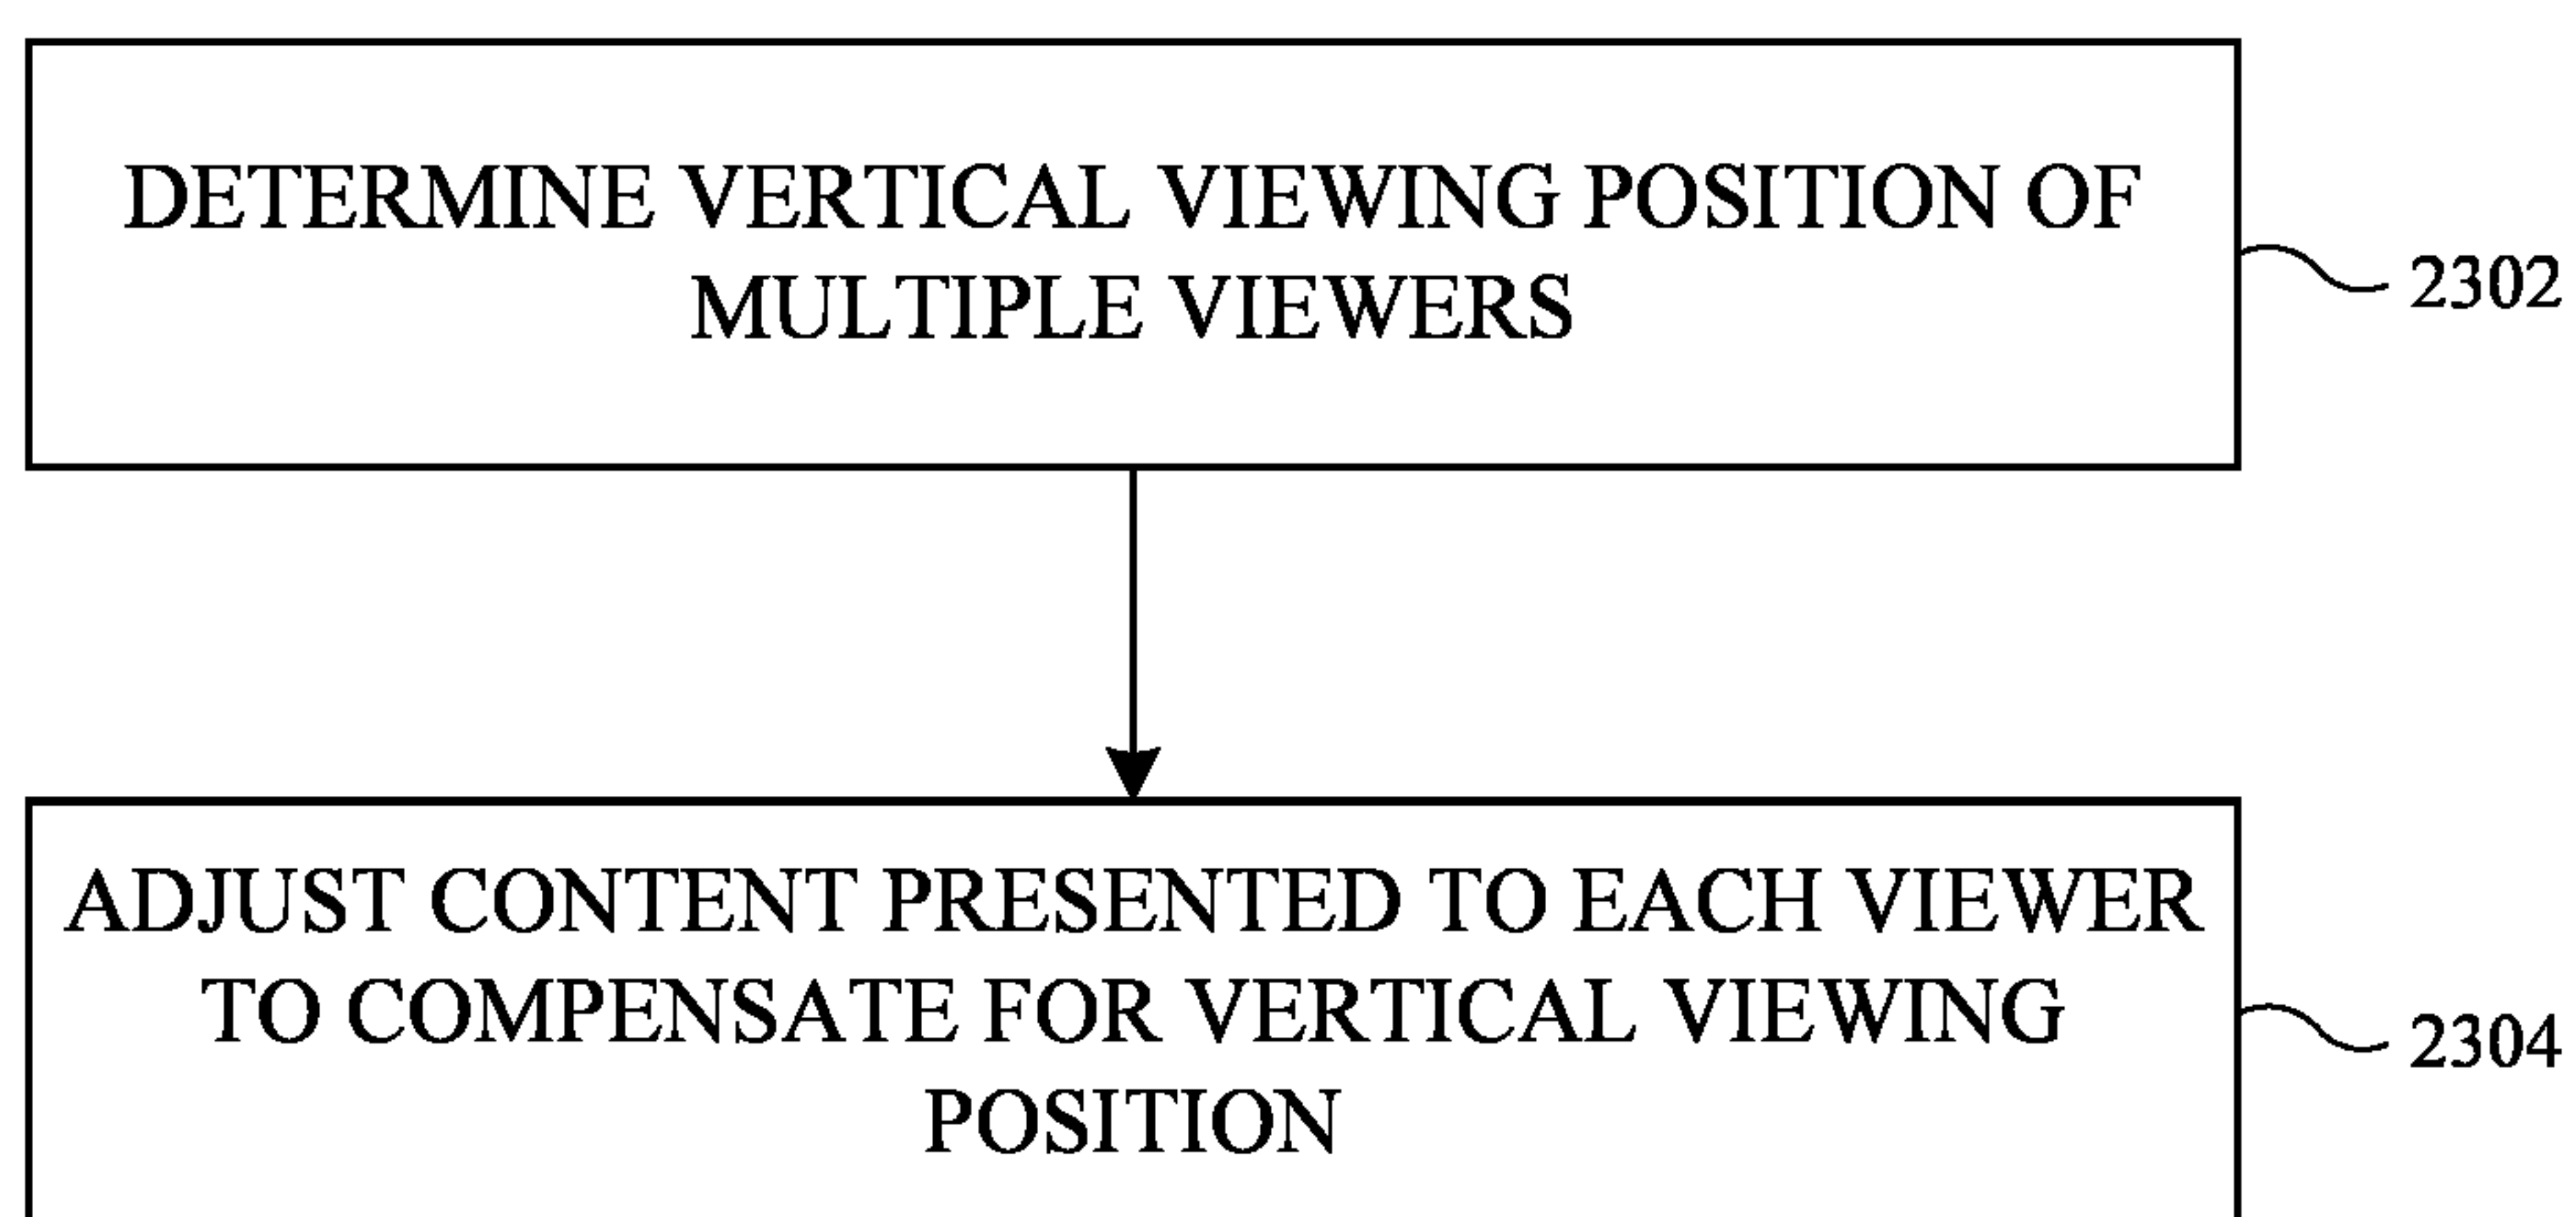 DETERMINE VERTICAL VIEWING POSITION OF
MULTIPLE VIEWERS
2302
ADJUST CONTENT PRESENTED TO EACH VIEWER
TO COMPENSATE FOR VERTICAL VIEWING
POSITION
2304